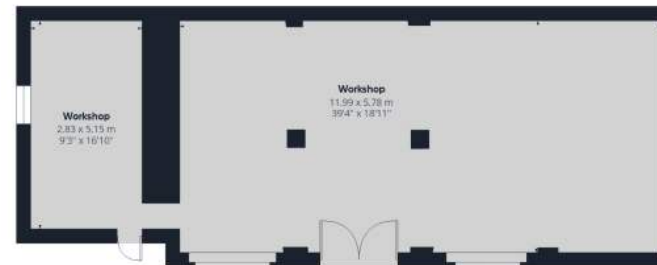 Workshop
2.83 x 5.15 m
9'3" x 16'10"
Workshop
11.99 x 5.78 m
39'4" x 18'11"